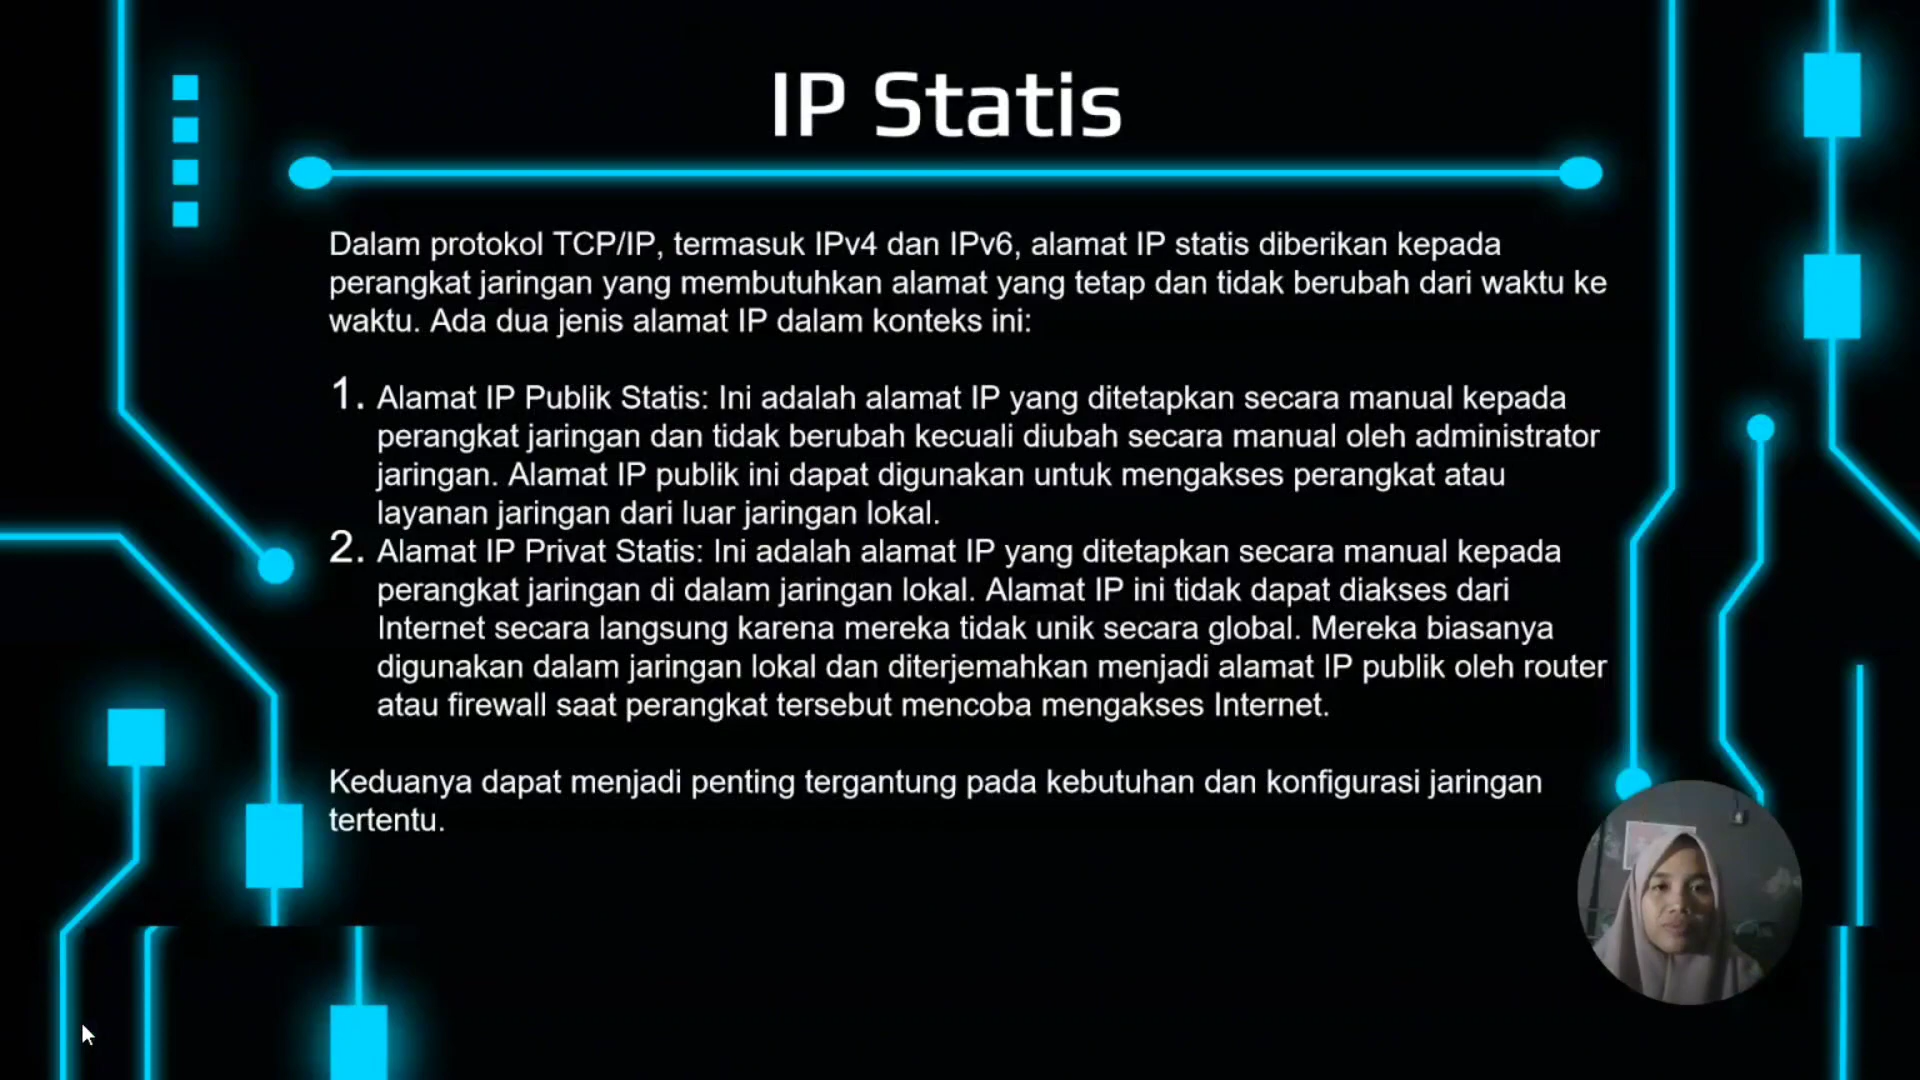 IP Statis
Dalam protokol TCP/IP, termasuk IPv4 dan IPv6, alamat IP statis diberikan kepada
perangkat jaringan yang membutuhkan alamat yang tetap dan tidak berubah dari waktu ke
waktu. Ada dua jenis alamat IP dalam konteks ini:
1. Alamat IP Publik Statis: Ini adalah alamat IP yang ditetapkan secara manual kepada
perangkat jaringan dan tidak berubah kecuali diubah secara manual oleh administrator
jaringan. Alamat IP publik ini dapat digunakan untuk mengakses perangkat atau
layanan jaringan dari luar jaringan lokal.
2. Alamat IP Privat Statis: Ini adalah alamat IP yang ditetapkan secara manual kepada
perangkat jaringan di dalam jaringan lokal. Alamat IP ini tidak dapat diakses dari
Internet secara langsung karena mereka tidak unik secara global. Mereka biasanya
digunakan dalam jaringan lokal dan diterjemahkan menjadi alamat IP publik oleh router
atau firewall saat perangkat tersebut mencoba mengakses Internet.
Keduanya dapat menjadi penting tergantung pada kebutuhan dan konfigurasi jaringan
tertentu.